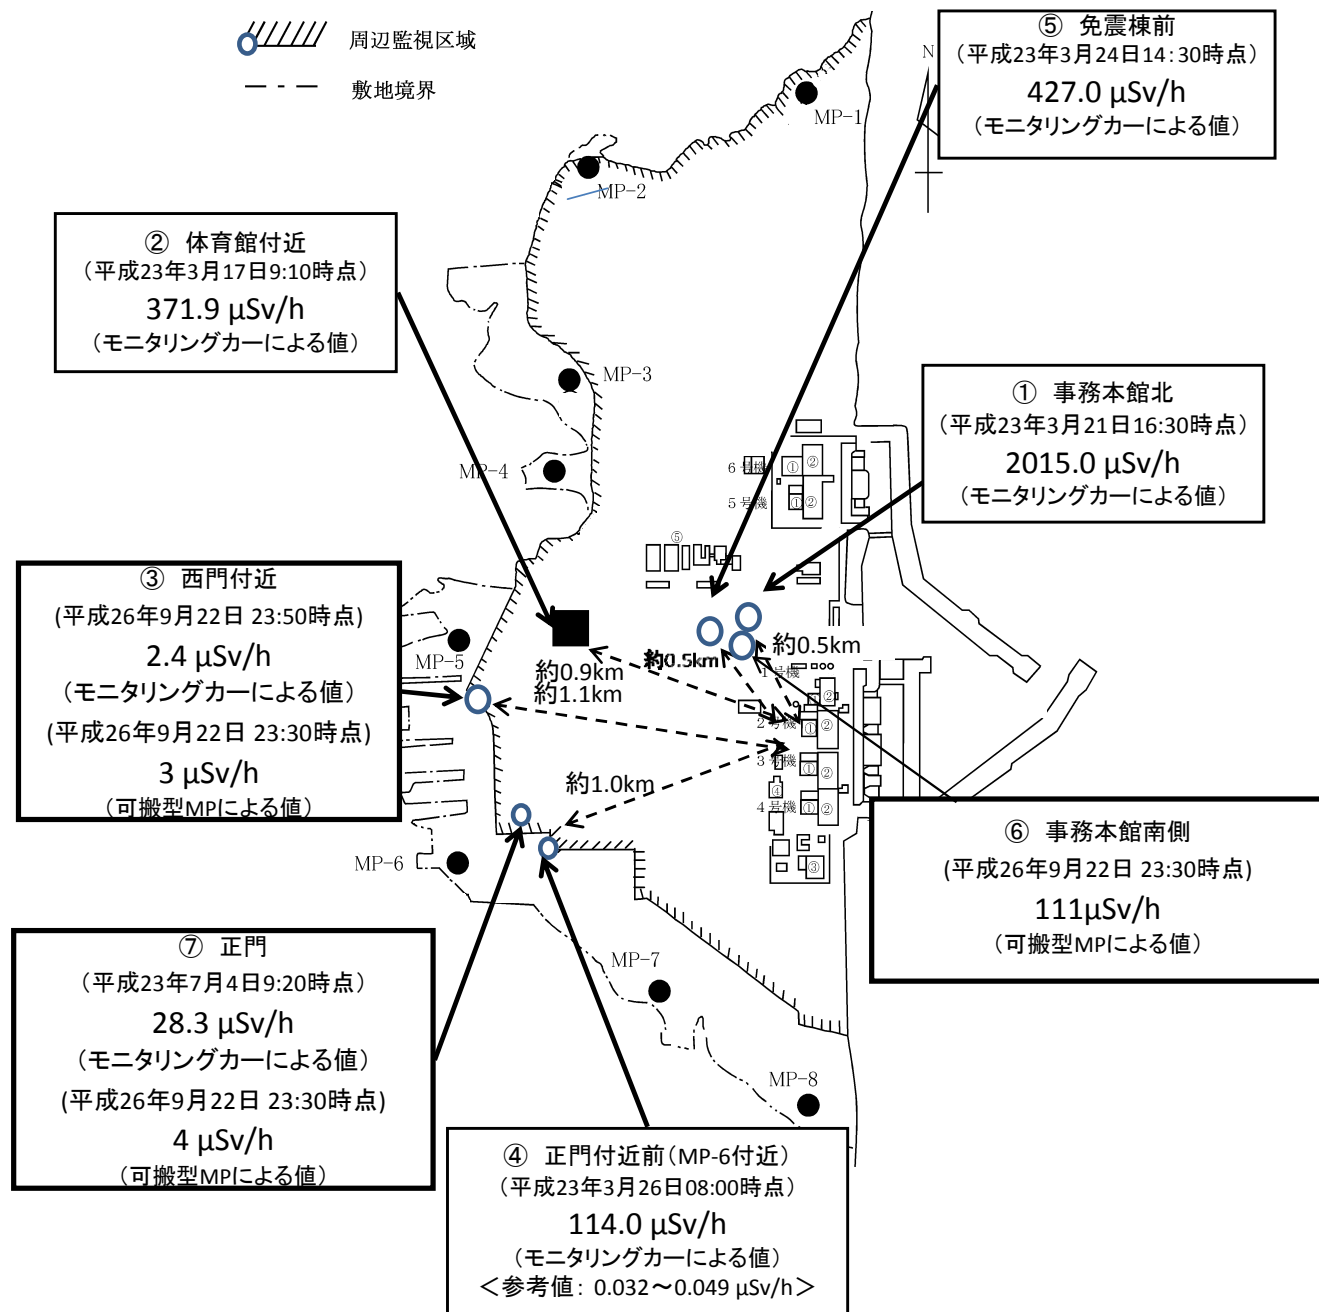 周辺監視区域
敷地境界
⑤ 免震棟前
(平成23年3月24日14:30時点)
427.0 μSv/h
(モニタリングカーによる値)
N
MP-1
MP-2
② 体育館付近
(平成23年3月17日9:10時点)
371.9 μSv/h
(モニタリングカーによる値)
MP-3
① 事務本館北
(平成23年3月21日16:30時点)
2015.0 μSv/h
(モニタリングカーによる値)
MP-4
6号機
①
②
5号機
①
②
⑤
③ 西門付近
(平成26年9月22日 23:50時点)
2.4 μSv/h
(モニタリングカーによる値)
(平成26年9月22日 23:30時点)
3 μSv/h
(可搬型MPによる値)
MP-5
約0.9km
約1.1km
約0.5km
約0.5km
1号機
②
2号機
①
②
3号機
①
②
④
4号機
①
②
③
約1.0km
MP-6
⑥ 事務本館南側
(平成26年9月22日 23:30時点)
111μSv/h
(可搬型MPによる値)
⑦ 正門
(平成23年7月4日9:20時点)
28.3 μSv/h
(モニタリングカーによる値)
(平成26年9月22日 23:30時点)
4 μSv/h
(可搬型MPによる値)
MP-7
MP-8
④ 正門付近前(MP-6付近)
(平成23年3月26日08:00時点)
114.0 μSv/h
(モニタリングカーによる値)
<参考値: 0.032~0.049 μSv/h>